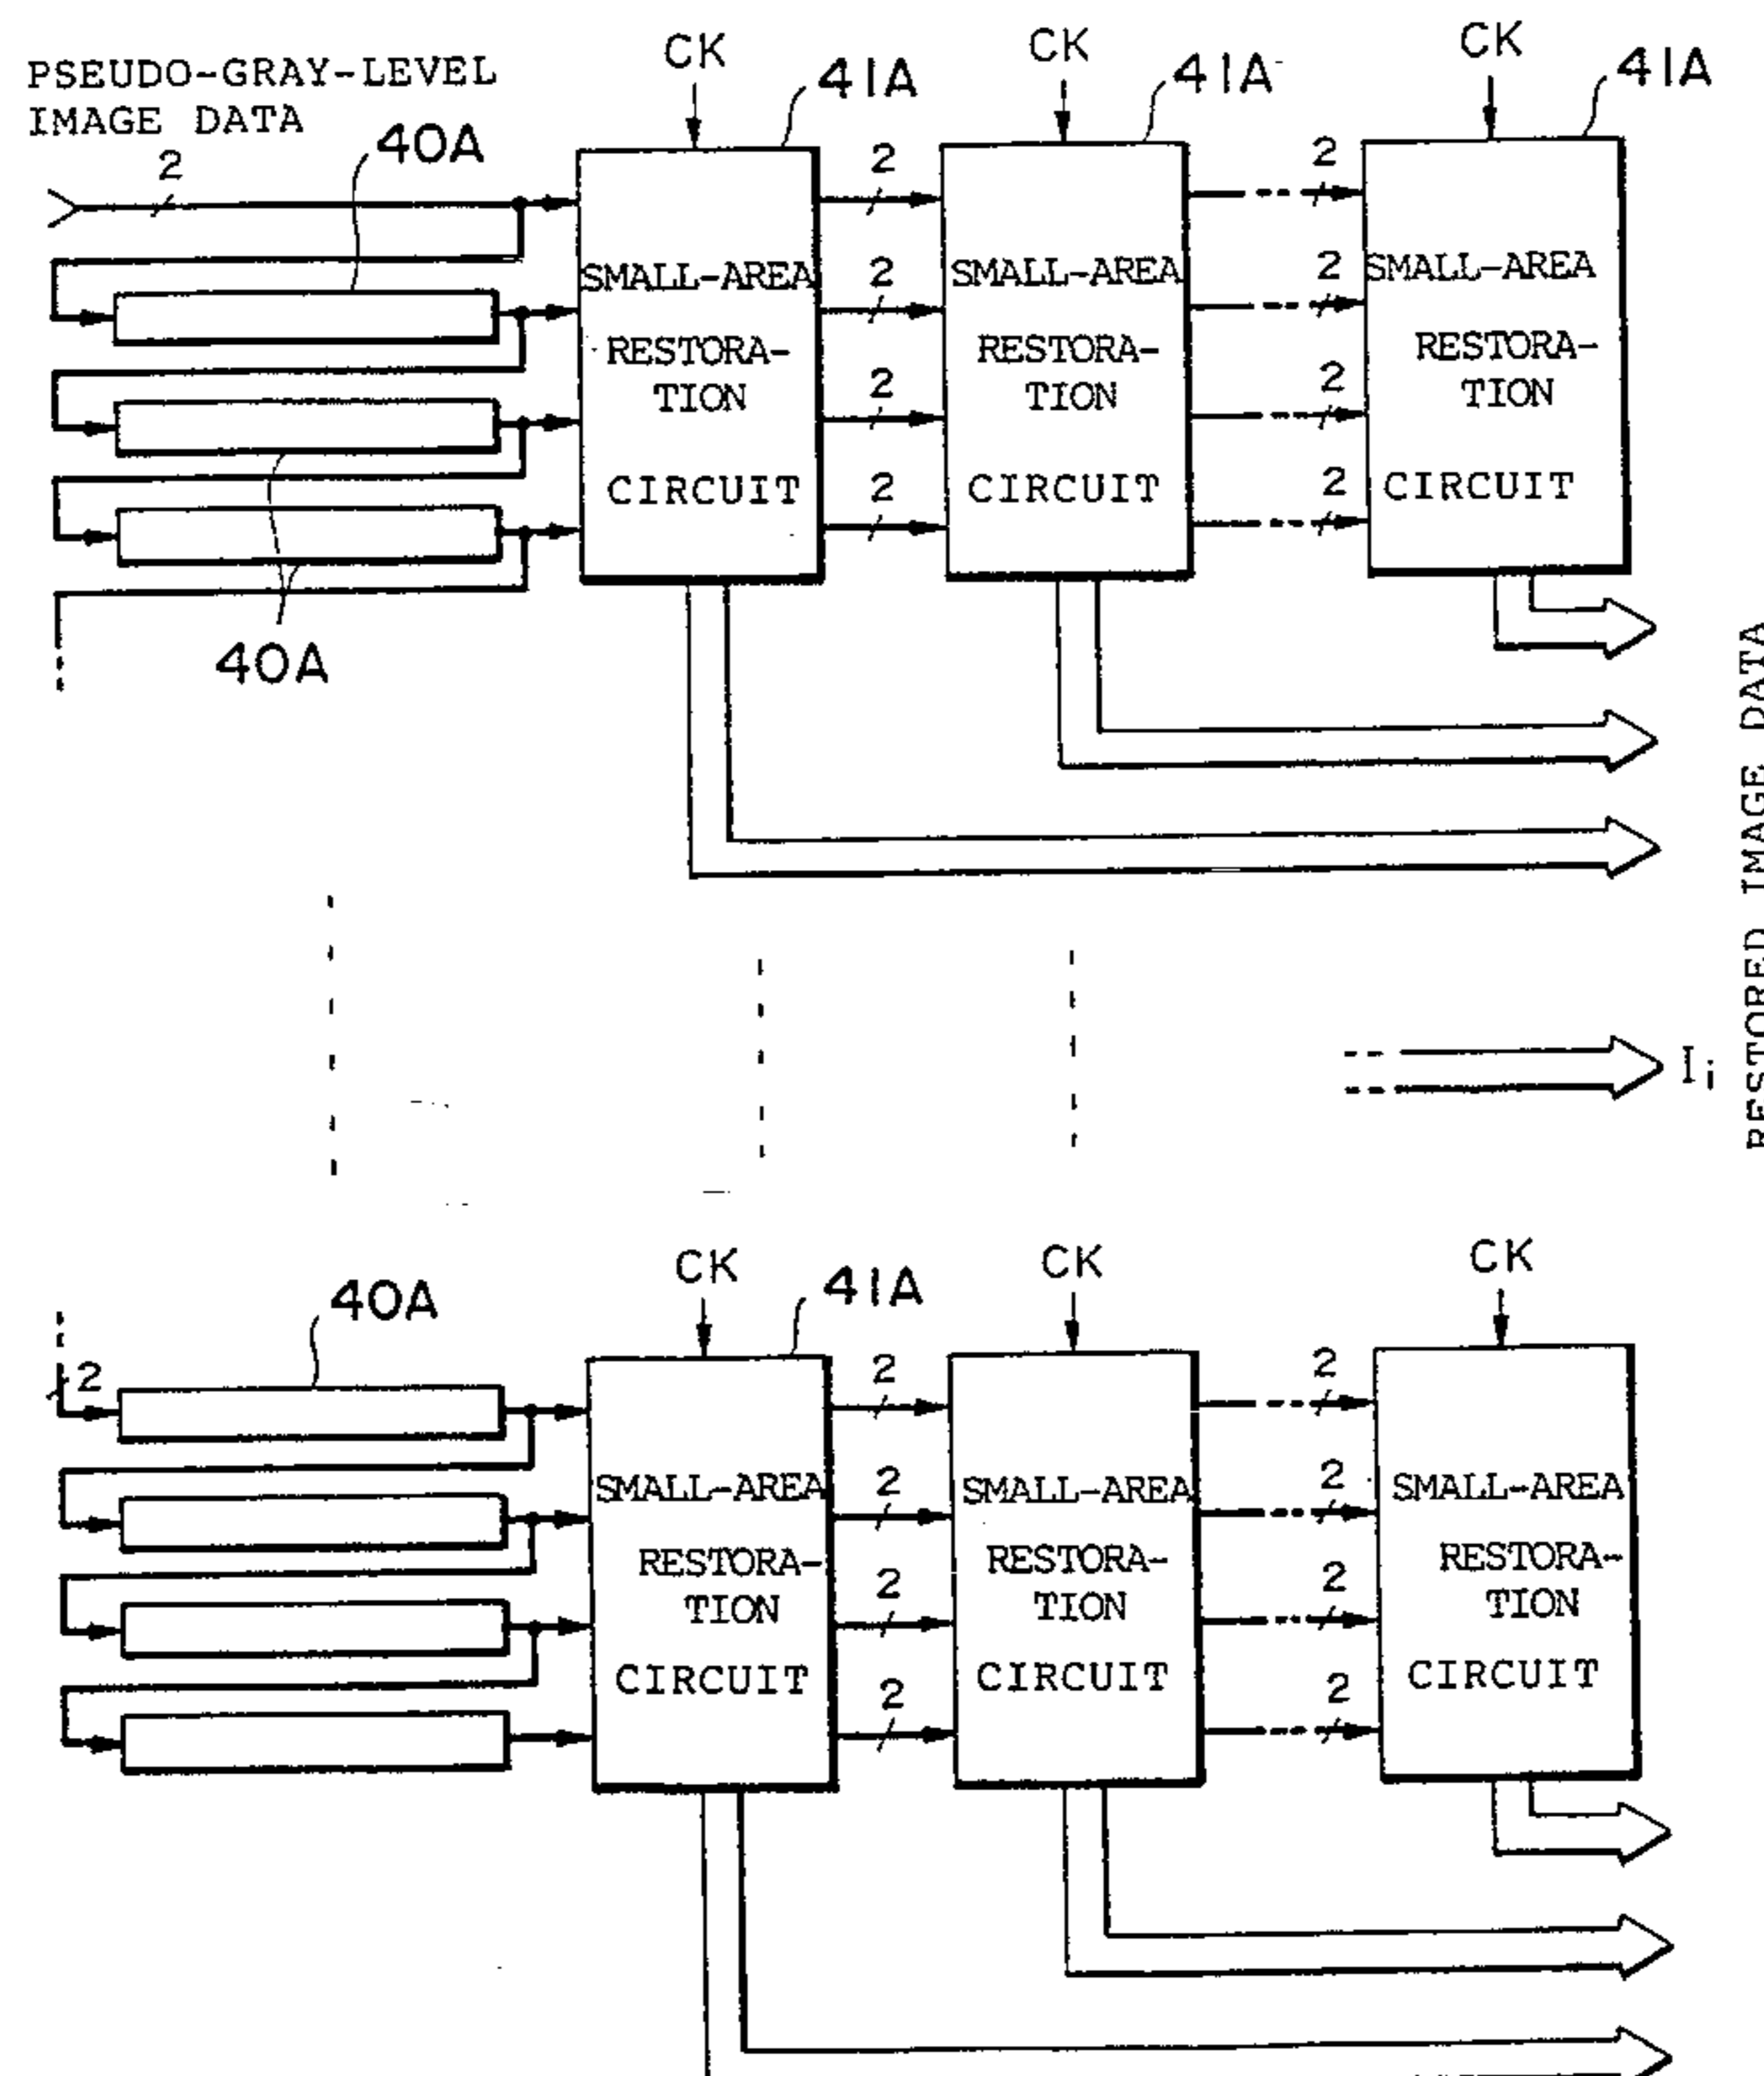 PSEUDO-GRAY-LEVEL
IMAGE DATA
2
40A
CK
41A
CK
41A
CK
41A
2
2
2
2
2
2
2
2
SMALL-AREA
RESTORA-
TION
CIRCUIT
SMALL-AREA
RESTORA-
TION
CIRCUIT
SMALL-AREA
RESTORA-
TION
CIRCUIT
40A
RESTORED IMAGE DATA
Ii
40A
2
CK
41A
CK
CK
2
2
2
2
2
2
2
2
SMALL-AREA
RESTORA-
TION
CIRCUIT
SMALL-AREA
RESTORA-
TION
CIRCUIT
SMALL-AREA
RESTORA-
TION
CIRCUIT